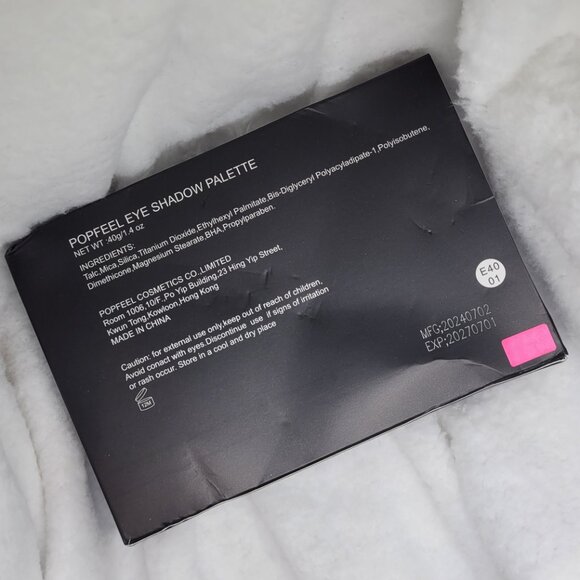 POPFEEL EYE SHADOW PALETTE
NET WT :40g/1.4 oz
INGREDIENTS:
Talc,Mica,Silica,Titanium Dioxide,Ethylhexyl Palmitate,Bis-Diglyceryl Polyacyladipate-1,Polyisobutene,
Dimethicone,Magnesium Stearate,BHA,Propylparaben.
POPFEEL COSMETICS CO.,LIMITED
Room 1006.10/F.,Po Yip Building,23 Hing Yip Street,
Kwun Tong,Kowloon,Hong Kong
MADE IN CHINA
Caution: for external use only,keep out of reach of children,
Avoid conact with eyes.Discontinue use if signs of irritation
or rash occur. Store in a cool and dry place
12M
E40
01
MFG:20240702
EXP:20270701